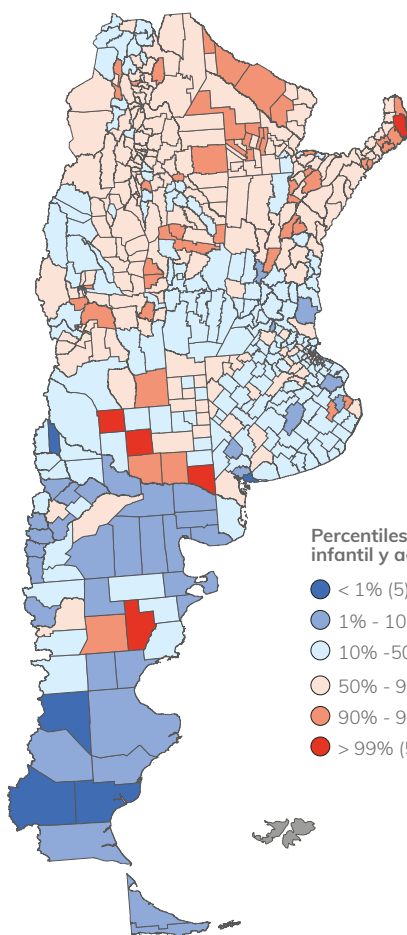 Percentiles
infantil y a
< 1% (5)
1% - 10
10% -50
50% - 9
90% - 9
> 99% (5